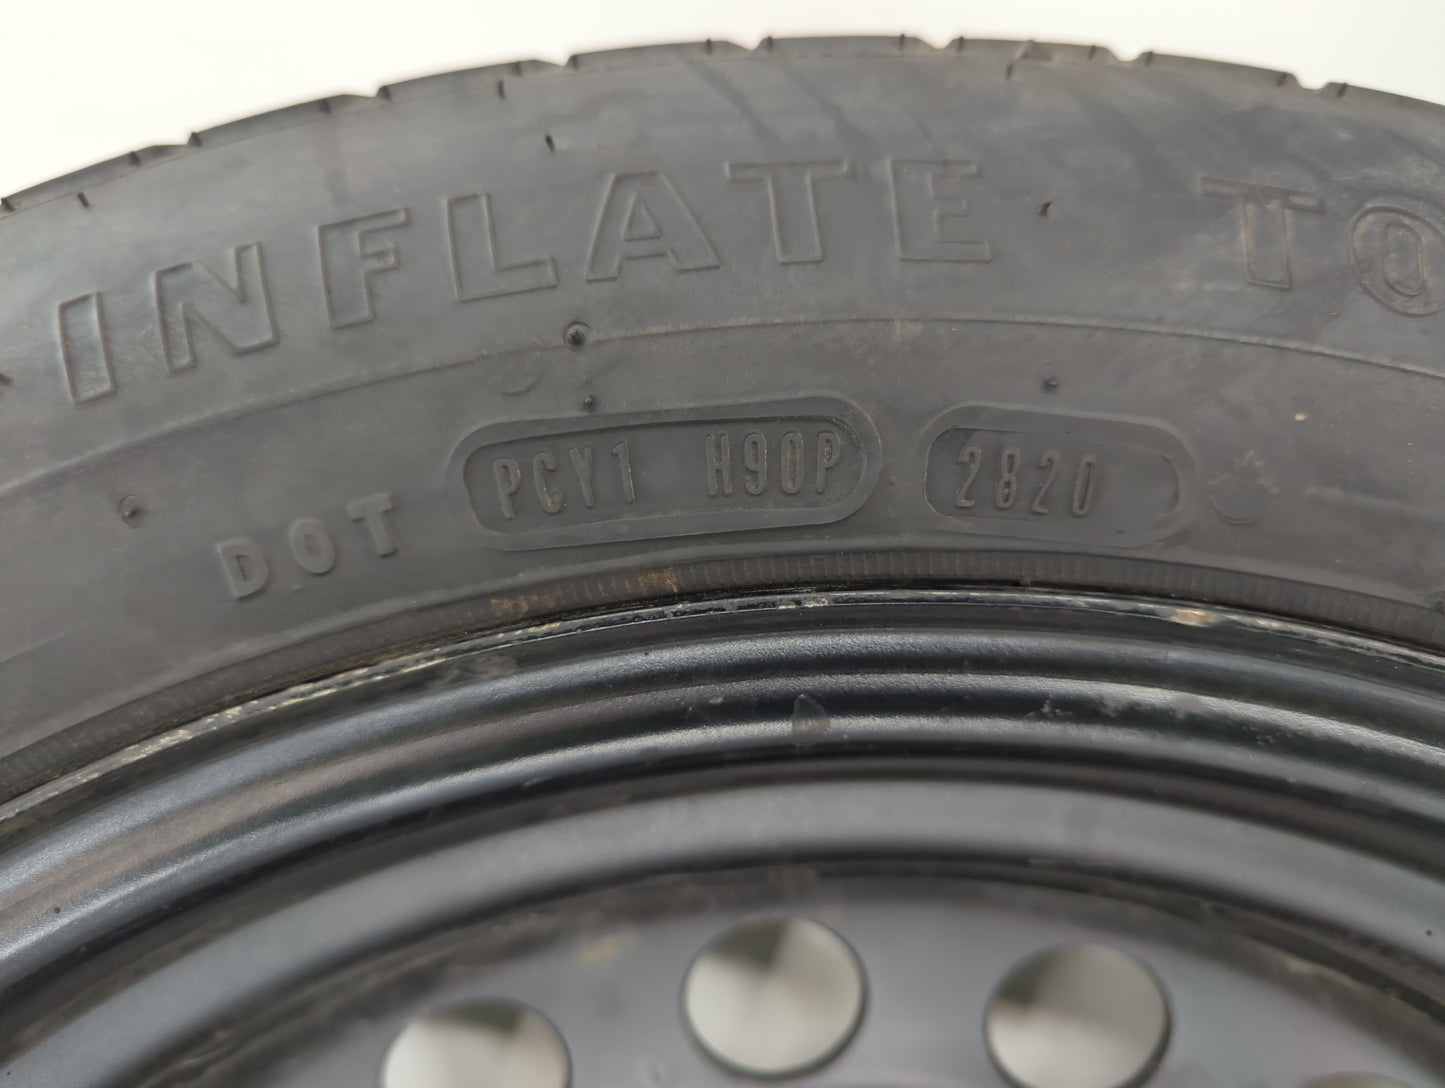 INFLATE TO
DOT PCY1 H90P 2820